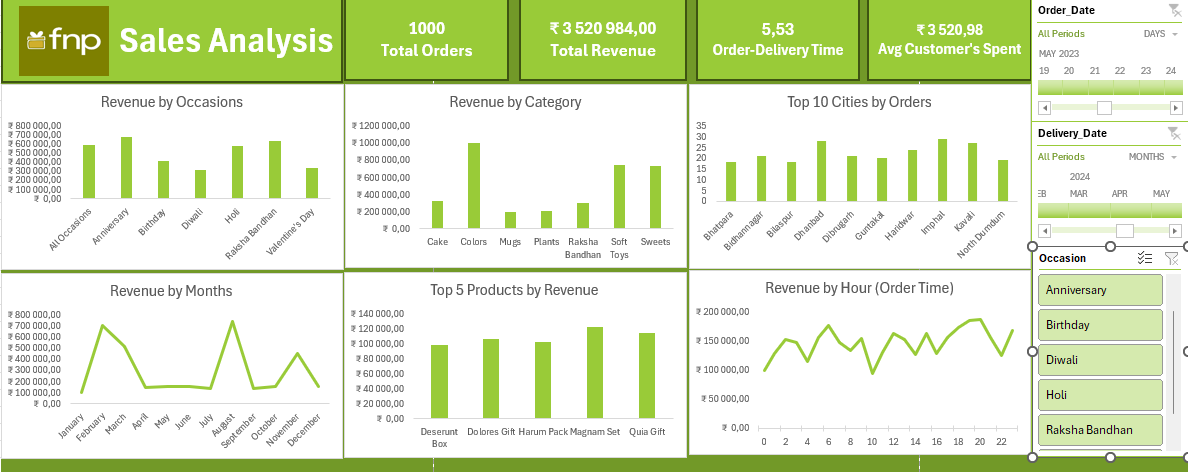 fnp
Sales Analysis
1000
Total Orders
₹ 3 520 984,00
Total Revenue
5,53
Order-Delivery Time
₹ 3 520,98
Avg Customer's Spent
Order_Date
All Periods DAYS
MAY 2023
19 20 21 22 23 24
Delivery_Date
All Periods MONTHS
2024
EB MAR APR MAY
Occasion
Anniversary
Birthday
Diwali
Holi
Raksha Bandhan
Revenue by Occasions
₹ 800 000,00
₹ 700 000,00
₹ 600 000,00
₹ 500 000,00
₹ 400 000,00
₹ 300 000,00
₹ 200 000,00
₹ 100 000,00
₹ 0,00
All Occasions
Anniversary
Birthday
Diwali
Holi
Raksha Bandhan
Valentine's Day
Revenue by Category
₹ 1200 000,00
₹ 1 000 000,00
₹ 800 000,00
₹ 600 000,00
₹ 400 000,00
₹ 200 000,00
₹ 0,00
Cake Colors Mugs Plants Raksha Soft Sweets
Bandhan Toys
Top 10 Cities by Orders
35
30
25
20
15
10
5
0
Bhatpara
Bidhannagar
Bilaspur
Dhanbad
Dibrugarh
Guntakal
Haridwar
Imphal
Kavali
North Dumdum
Revenue by Months
₹ 800 000,00
₹ 700 000,00
₹ 600 000,00
₹ 500 000,00
₹ 400 000,00
₹ 300 000,00
₹ 200 000,00
₹ 100 000,00
₹ 0,00
January
February
March
April
May
June
July
August
September
October
November
December
Top 5 Products by Revenue
₹ 140 000,00
₹ 120 000,00
₹ 100 000,00
₹ 80 000,00
₹ 60 000,00
₹ 40 000,00
₹ 20 000,00
₹ 0,00
Deserunt Dolores Gift Harum Pack Magnam Set Quia Gift
Box
Revenue by Hour (Order Time)
₹ 200 000,00
₹ 150 000,00
₹ 100 000,00
₹ 50 000,00
₹ 0,00
0 2 4 6 8 10 12 14 16 18 20 22